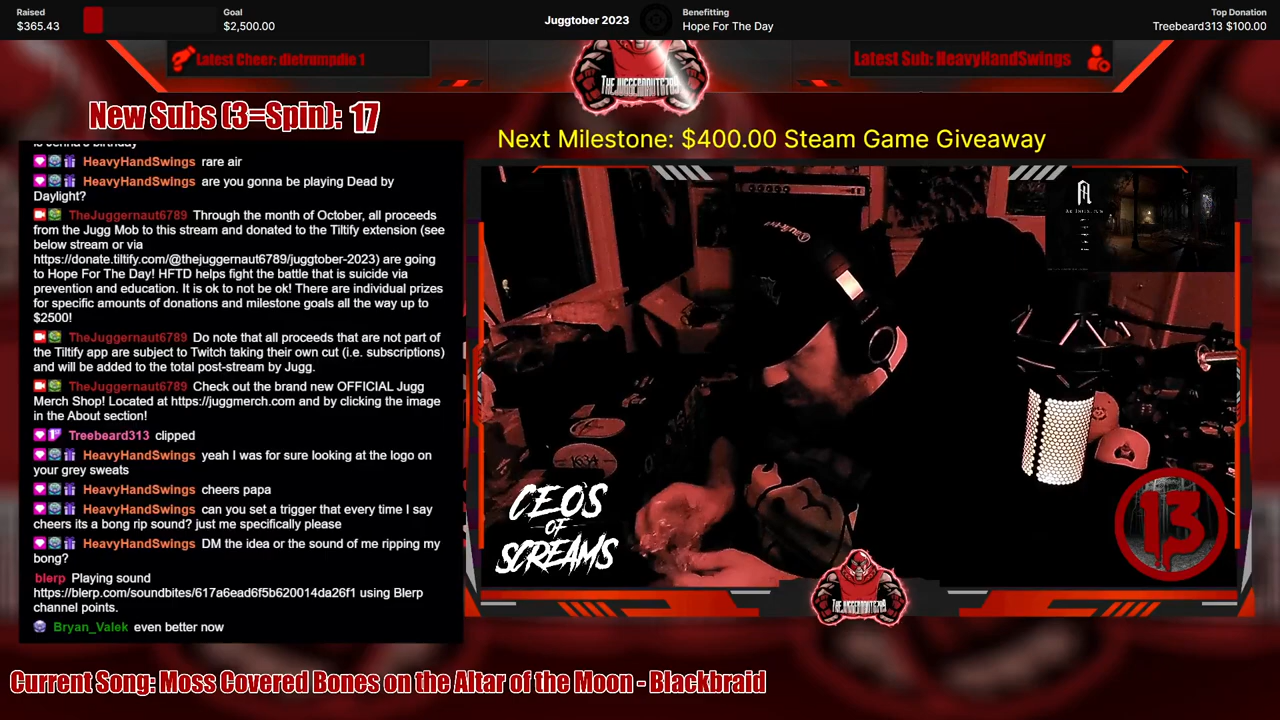 Raised
$365.43
Goal
$2,500.00
Juggtober 2023
Benefitting
Hope For The Day
Top Donation
Treebeard313 $100.00
Latest Cheer: dietrumpdie 1
THEJUGGERNAUT6789
Latest Sub: HeavyHandSwings
New Subs (3=Spin): 17
Next Milestone: $400.00 Steam Game Giveaway
HeavyHandSwings rare air
HeavyHandSwings are you gonna be playing Dead by
Daylight?
TheJuggernaut6789 Through the month of October, all proceeds
from the Jugg Mob to this stream and donated to the Tiltify extension (see
below stream or via
https://donate.tiltify.com/@thejuggernaut6789/juggtober-2023) are going
to Hope For The Day! HFTD helps fight the battle that is suicide via
prevention and education. It is ok to not be ok! There are individual prizes
for specific amounts of donations and milestone goals all the way up to
$2500!
TheJuggernaut6789 Do note that all proceeds that are not part of
the Tiltify app are subject to Twitch taking their own cut (i.e. subscriptions)
and will be added to the total post-stream by Jugg.
TheJuggernaut6789 Check out the brand new OFFICIAL Jugg
Merch Shop! Located at https://juggmerch.com and by clicking the image
in the About section!
Treebeard313 clipped
HeavyHandSwings yeah I was for sure looking at the logo on
your grey sweats
HeavyHandSwings cheers papa
HeavyHandSwings can you set a trigger that every time I say
cheers its a bong rip sound? just me specifically please
HeavyHandSwings DM the idea or the sound of me ripping my
bong?
blerp Playing sound
https://blerp.com/soundbites/617a6ead6f5b620014da26f1 using Blerp
channel points.
Bryan_Valek even better now
1634
CEO'S
OF
SCREAMS
13
THEJUGGERNAUT6789
Current Song: Moss Covered Bones on the Altar of the Moon - Blackbraid